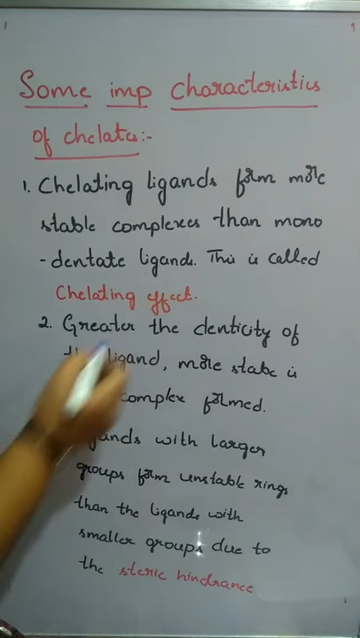 Some imp characteristics
of chelates:-
1. Chelating ligands form more
stable complexes than mono
-dentate ligands. This is called
Chelating effect.
2. Greater the denticity of
ligand, more stabe is
complex formed.
with larger
groups form unstable rings
than the ligands with
smaller groups due to
the steric hindrance